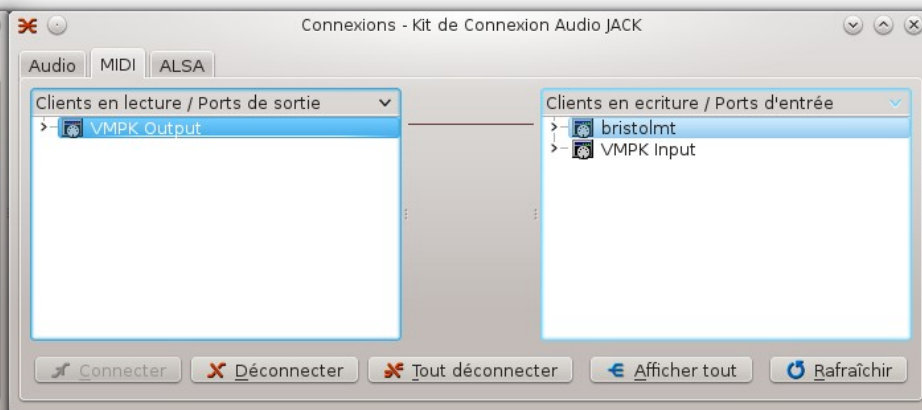 Connexions - Kit de Connexion Audio JACK
Audio MIDI ALSA
Clients en lecture / Ports de sortie
VMPK Output
Clients en ecriture / Ports d'entrée
bristolmt
VMPK Input
Connecter Déconnecter Tout déconnecter Afficher tout Rafraîchir